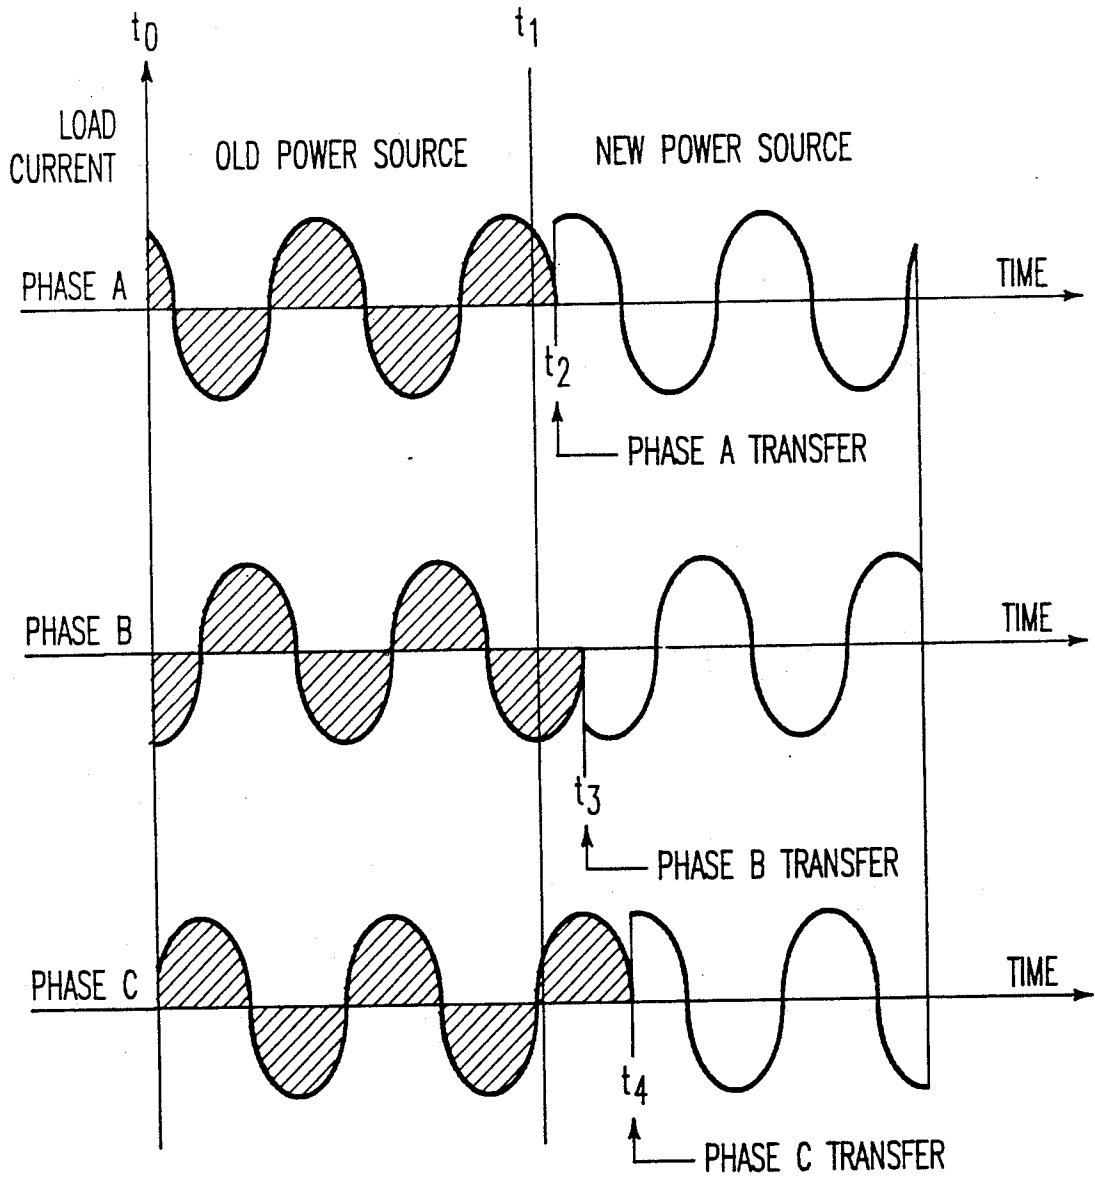 t0
t1
LOAD
CURRENT
OLD POWER SOURCE
NEW POWER SOURCE
PHASE A
TIME
t2
PHASE A TRANSFER
PHASE B
TIME
t3
PHASE B TRANSFER
PHASE C
TIME
t4
PHASE C TRANSFER